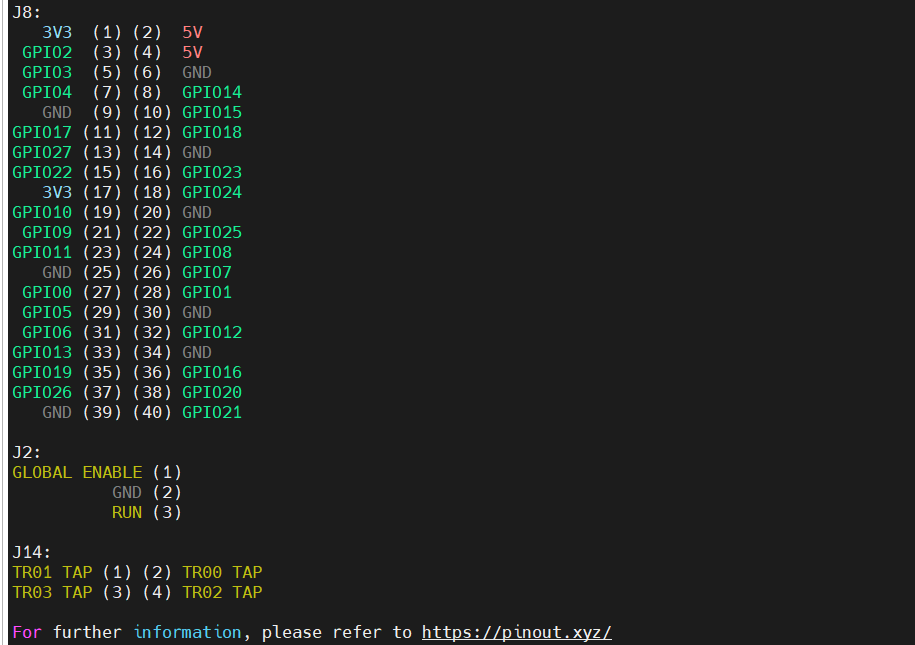 J8:
   3V3  (1) (2)  5V
 GPIO2  (3) (4)  5V
 GPIO3  (5) (6)  GND
 GPIO4  (7) (8)  GPIO14
   GND  (9) (10) GPIO15
GPIO17 (11) (12) GPIO18
GPIO27 (13) (14) GND
GPIO22 (15) (16) GPIO23
   3V3 (17) (18) GPIO24
GPIO10 (19) (20) GND
 GPIO9 (21) (22) GPIO25
GPIO11 (23) (24) GPIO8
   GND (25) (26) GPIO7
 GPIO0 (27) (28) GPIO1
 GPIO5 (29) (30) GND
 GPIO6 (31) (32) GPIO12
GPIO13 (33) (34) GND
GPIO19 (35) (36) GPIO16
GPIO26 (37) (38) GPIO20
   GND (39) (40) GPIO21

J2:
GLOBAL ENABLE (1)
          GND (2)
          RUN (3)

J14:
TR01 TAP (1) (2) TR00 TAP
TR03 TAP (3) (4) TR02 TAP

For further information, please refer to https://pinout.xyz/